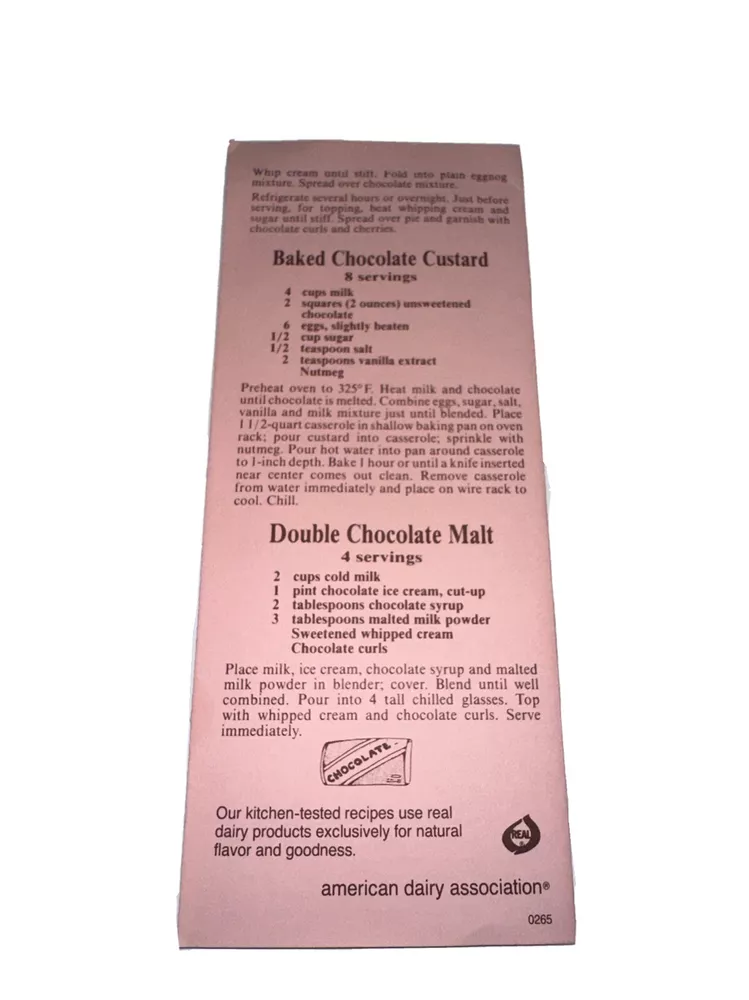 Whip cream until stiff. Fold into plain eggnog
mixture. Spread over chocolate mixture.
Refrigerate several hours or overnight. Just before
serving, for topping, beat whipping cream and
sugar until stiff. Spread over pie and garnish with
chocolate curls and cherries.
Baked Chocolate Custard
8 servings
4 cups milk
2 squares (2 ounces) unsweetened
chocolate
6 eggs, slightly beaten
1/2 cup sugar
1/2 teaspoon salt
2 teaspoons vanilla extract
Nutmeg
Preheat oven to 325° F. Heat milk and chocolate
until chocolate is melted. Combine eggs, sugar, salt,
vanilla and milk mixture just until blended. Place
1 1/2-quart casserole in shallow baking pan on oven
rack; pour custard into casserole; sprinkle with
nutmeg. Pour hot water into pan around casserole
to 1-inch depth. Bake 1 hour or until a knife inserted
near center comes out clean. Remove casserole
from water immediately and place on wire rack to
cool. Chill.
Double Chocolate Malt
4 servings
2 cups cold milk
1 pint chocolate ice cream, cut-up
2 tablespoons chocolate syrup
3 tablespoons malted milk powder
Sweetened whipped cream
Chocolate curls
Place milk, ice cream, chocolate syrup and malted
milk powder in blender; cover. Blend until well
combined. Pour into 4 tall chilled glasses. Top
with whipped cream and chocolate curls. Serve
immediately.
CHOCOLATE
Our kitchen-tested recipes use real
dairy products exclusively for natural
flavor and goodness.
REAL
®
american dairy association®
0265